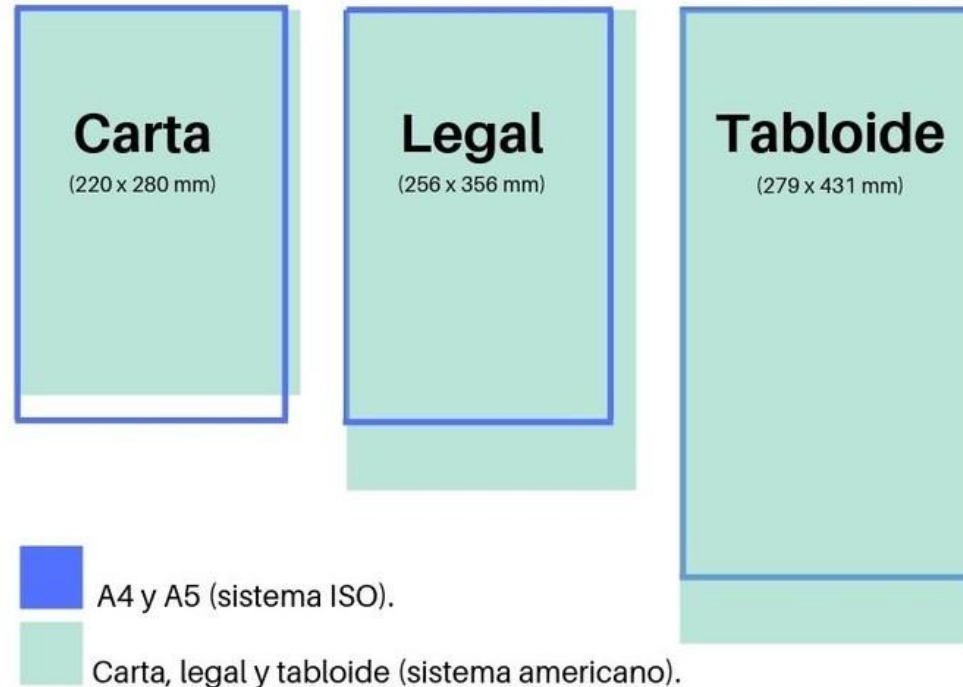 Carta
(220 x 280 mm)
Legal
(256 x 356 mm)
Tabloide
(279 x 431 mm)
A4 y A5 (sistema ISO).
Carta, legal y tabloide (sistema americano).